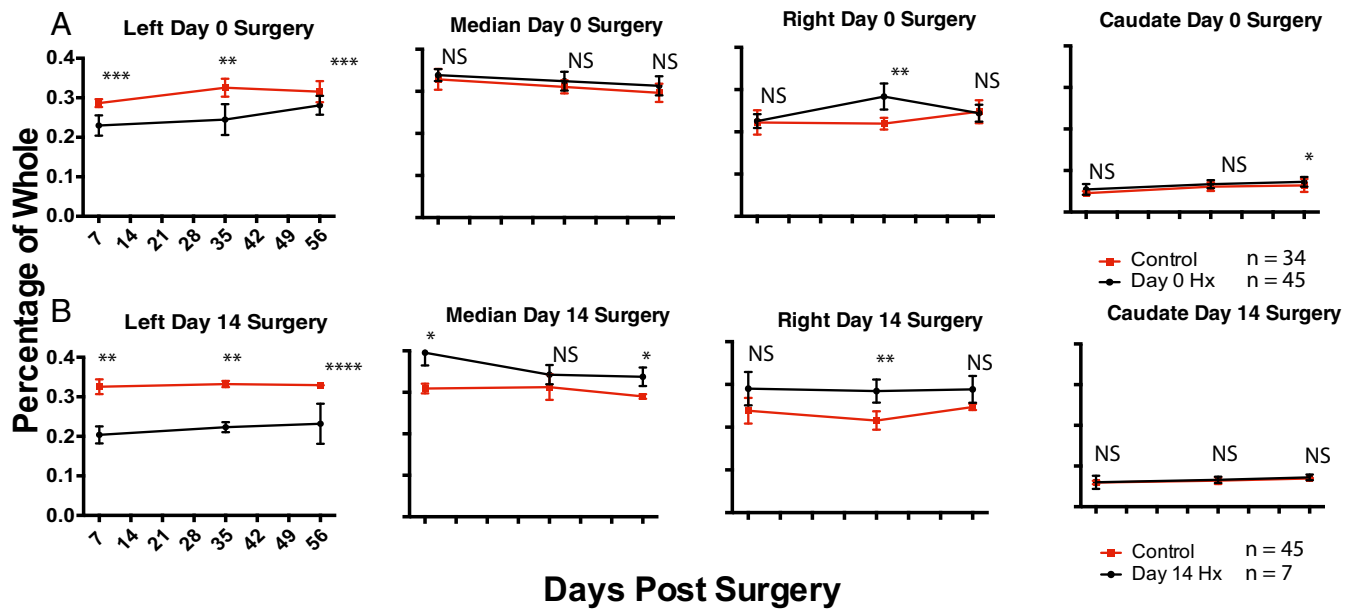 A
Left Day 0 Surgery
Median Day 0 Surgery
Right Day 0 Surgery
Caudate Day 0 Surgery
Percentage of Whole
0.4
0.3
0.2
0.1
0.0
*** ** ***
NS NS NS
NS ** NS
NS NS *
7 14 21 28 35 42 49 56
Control n = 34
Day 0 Hx n = 45
B
Left Day 14 Surgery
Median Day 14 Surgery
Right Day 14 Surgery
Caudate Day 14 Surgery
0.4
0.3
0.2
0.1
0.0
** ** ****
* NS *
NS ** NS
NS NS NS
7 14 21 28 35 42 49 56
Control n = 45
Day 14 Hx n = 7
Days Post Surgery